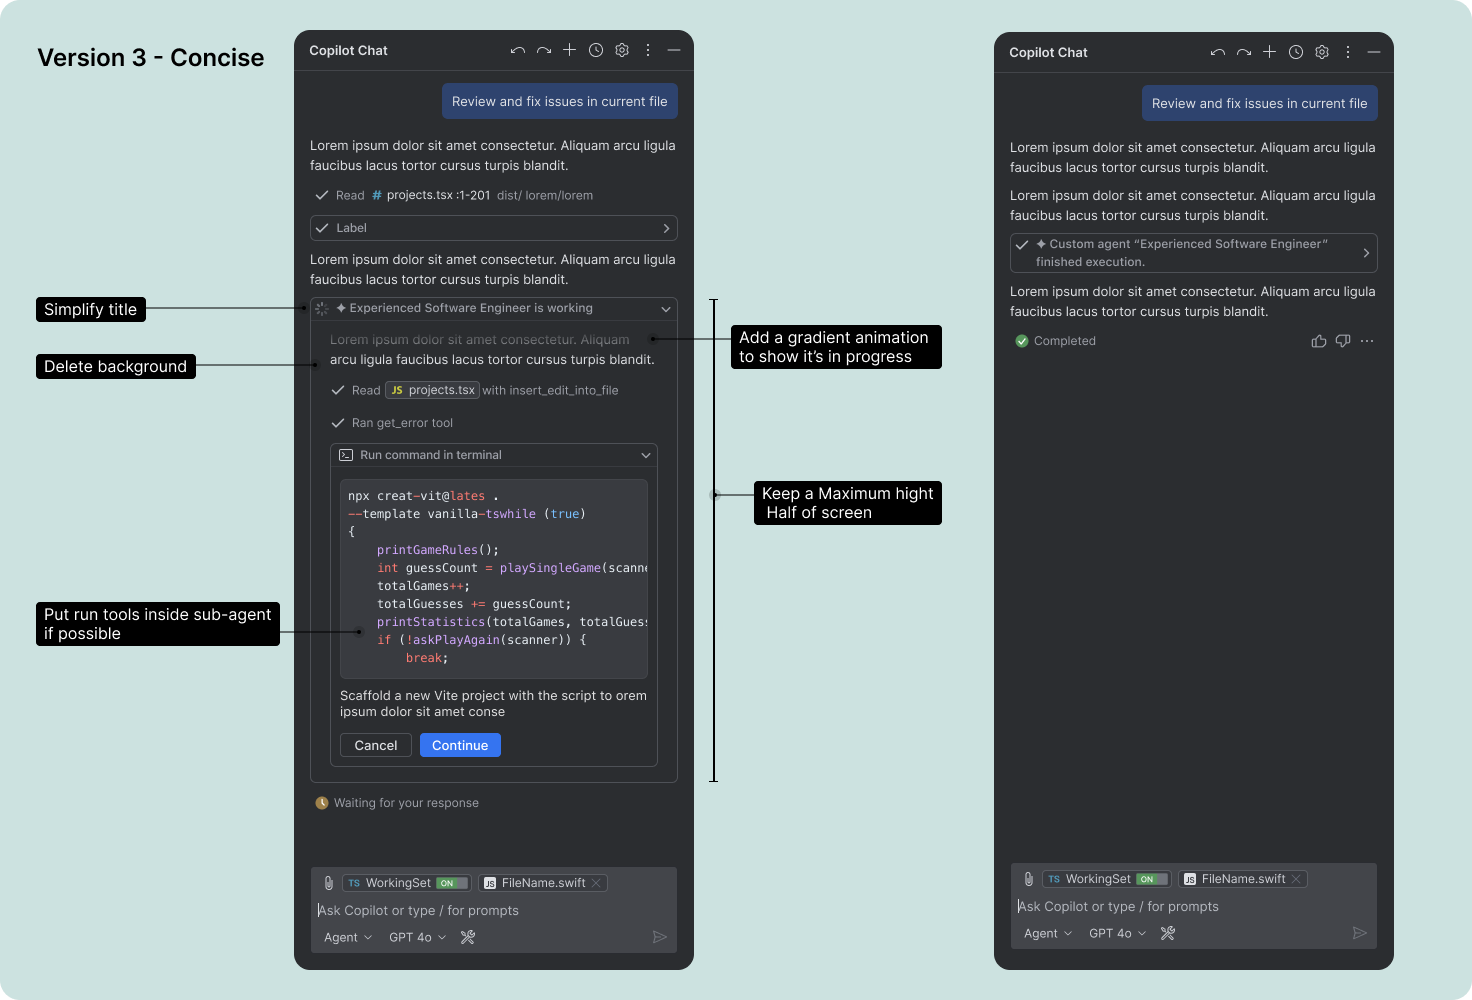 Version 3 - Concise
Copilot Chat
Review and fix issues in current file
Lorem ipsum dolor sit amet consectetur. Aliquam arcu ligula
faucibus lacus tortor cursus turpis blandit.
Read # projects.tsx :1-201 dist/ lorem/lorem
Label
Lorem ipsum dolor sit amet consectetur. Aliquam arcu ligula
faucibus lacus tortor cursus turpis blandit.
Simplify title
Experienced Software Engineer is working
Delete background
Lorem ipsum dolor sit amet consectetur. Aliquam
arcu ligula faucibus lacus tortor cursus turpis blandit.
Add a gradient animation
to show it's in progress
Read JS projects.tsx with insert_edit_into_file
Ran get_error tool
Run command in terminal
npx creat-vit@lates .
--template vanilla-tswhile (true)
{
printGameRules();
int guessCount = playSingleGame(scanne
totalGames++;
totalGuesses += guessCount;
printStatistics(totalGames, totalGuess
if (!askPlayAgain(scanner)) {
break;
Keep a Maximum hight
Half of screen
Put run tools inside sub-agent
if possible
Scaffold a new Vite project with the script to orem
ipsum dolor sit amet conse
Cancel Continue
Waiting for your response
TS WorkingSet ON JS FileName.swift
Ask Copilot or type / for prompts
Agent GPT 4o
Copilot Chat
Review and fix issues in current file
Lorem ipsum dolor sit amet consectetur. Aliquam arcu ligula
faucibus lacus tortor cursus turpis blandit.
Lorem ipsum dolor sit amet consectetur. Aliquam arcu ligula
faucibus lacus tortor cursus turpis blandit.
Custom agent “Experienced Software Engineer”
finished execution.
Lorem ipsum dolor sit amet consectetur. Aliquam arcu ligula
faucibus lacus tortor cursus turpis blandit.
Completed
TS WorkingSet ON JS FileName.swift
Ask Copilot or type / for prompts
Agent GPT 4o